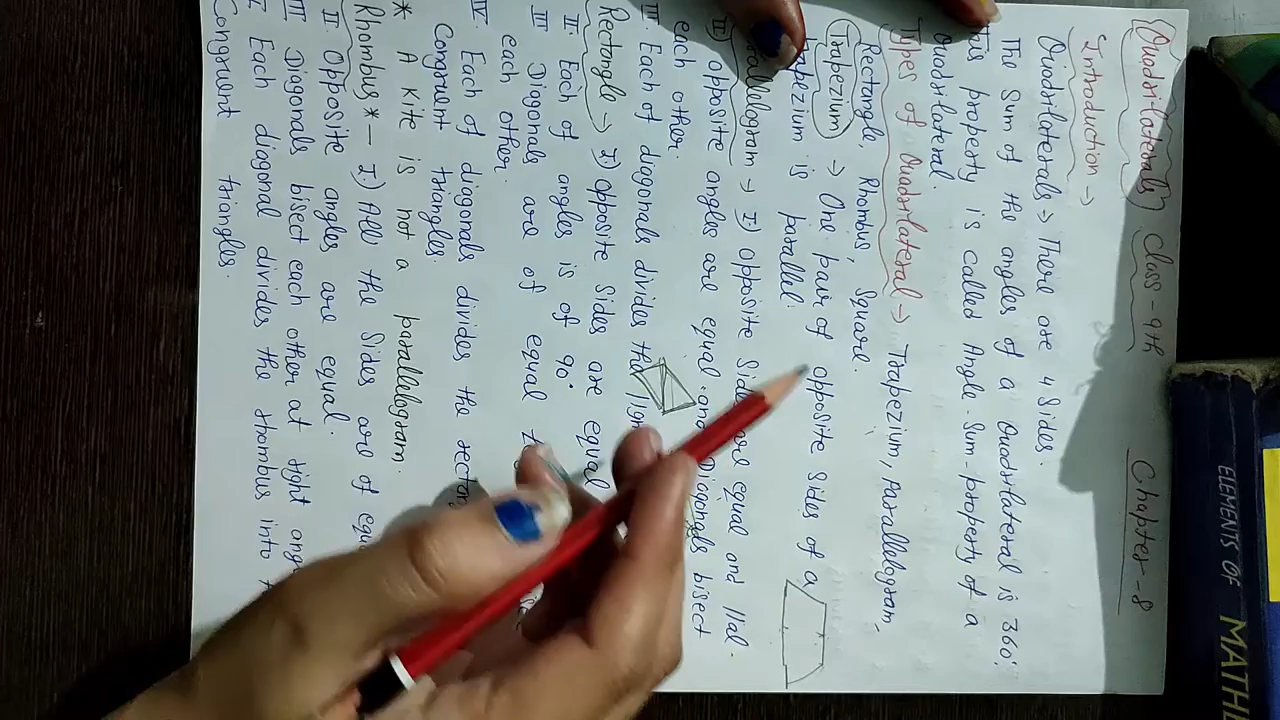 Quadrilaterals Class - 9th Chapter - 8
Introduction →
Quadrilaterals → There are 4 sides.
The Sum of the angles of a Quadrilateral is 360°.
this property is called Angle-Sum-property of a
Quadrilateral.
Types of Quadrilateral → Trapezium, Parallelogram,
Rectangle, Rhombus, Square.
Trapezium → One pair of opposite sides of a
trapezium is parallel.
Parallelogram → I.) opposite Sides are equal and llal.
II) opposite angles are equal. and Diagonals bisect
each other.
III. Each of diagonals divides the
Rectangle → I.) opposite Sides are equal
II. Each of angles is of 90°
III Diagonals are of equal
each other.
IV. Each of diagonals divides the
Congruent triangles.
* A Kite is not a parallelogram.
Rhombus * — I.) All the Sides are of
II. Opposite angles are equal.
III Diagonals bisect each other at right
IV Each diagonal divides the rhombus into
Congruent triangles.
ELEMENTS OF